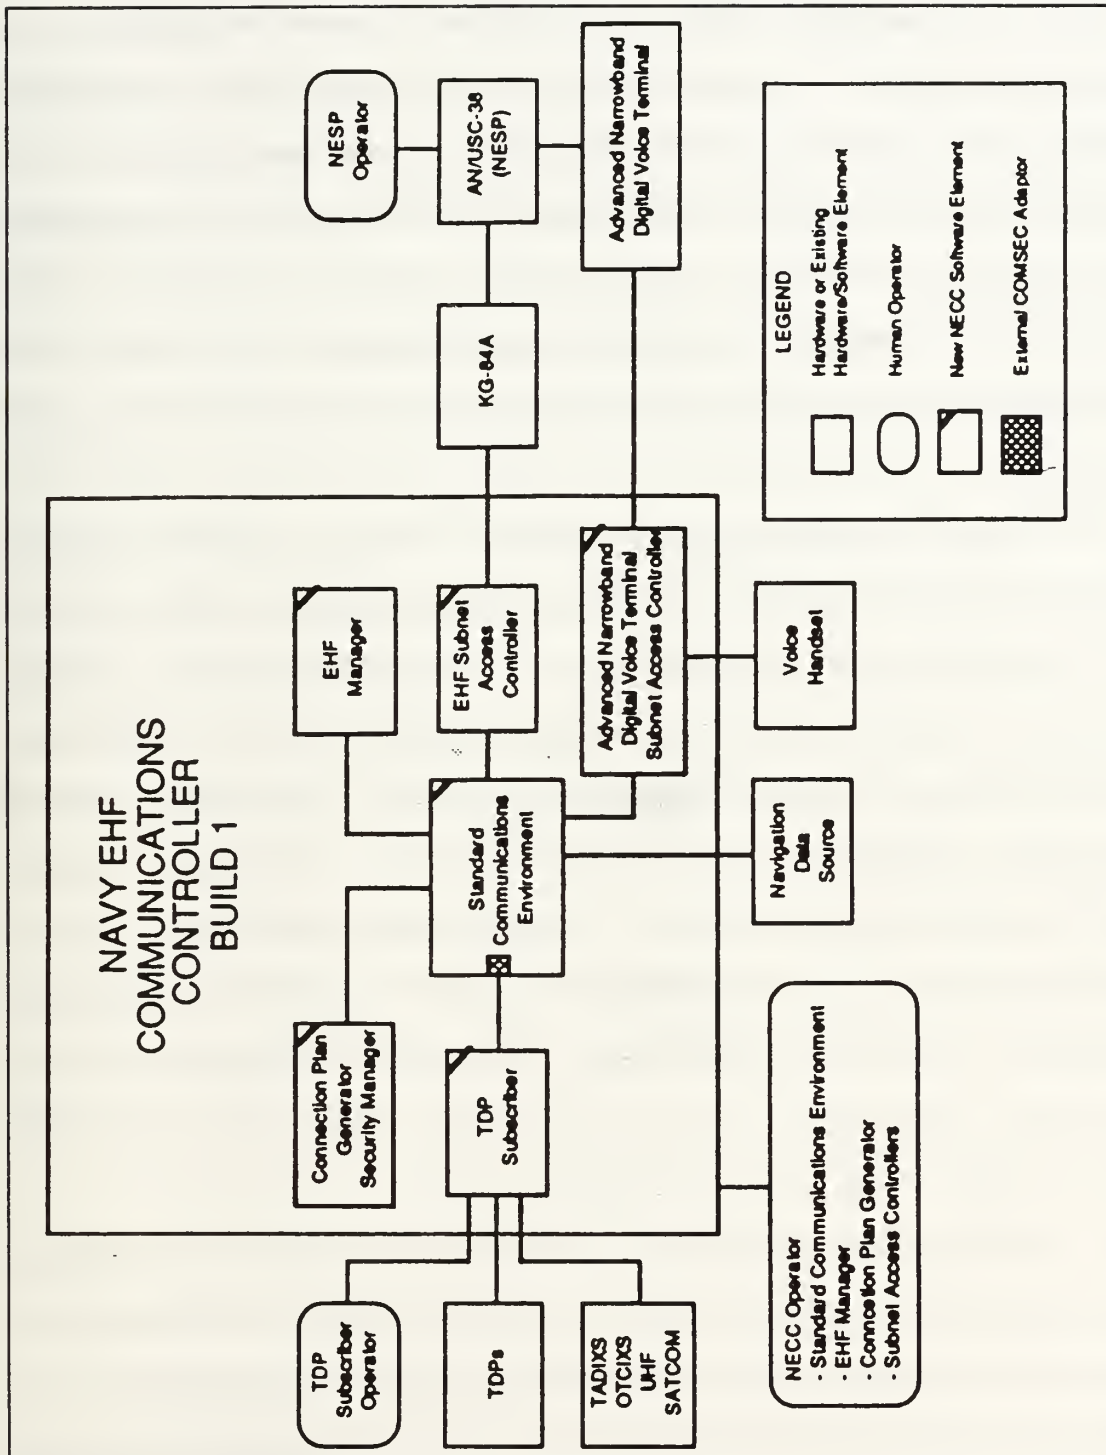 NAVY EHF
COMMUNICATIONS
CONTROLLER
BUILD 1
TDP
Subscriber
Operator
TDPs
TADIXS
OTCIXS
UHF
SATCOM
Connection Plan
Generator
Security Manager
TDP
Subscriber
EHF
Manager
Standard
Communications
Environment
EHF Subnet
Access
Controller
Advanced Narrowband
Digital Voice Terminal
Subnet Access Controller
KG-84A
NESP
Operator
AN/USC-38
(NESP)
Advanced Narrowband
Digital Voice Terminal
NECC Operator
- Standard Communications Environment
- EHF Manager
- Conncetion Plan Generator
- Subnet Access Controllers
Navigation
Data
Source
Voice
Handset
LEGEND
Hardware or Existing
Hardware/Software Element
Human Operator
New NECC Software Element
External COMSEC Adaptor